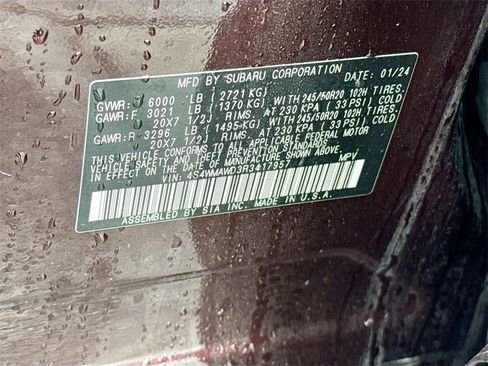 MFD BY SUBARU CORPORATION DATE: 01/24
GVWR: 6000 LB ( 2721 KG)
GAWR:F 3021 LB ( 1370 KG), WITH 245/50R20 102H TIRES,
20X7 1/2J RIMS, AT 230 KPA ( 33 PSI) COLD
GAWR:R 3296 LB ( 1495 KG), WITH 245/50R20 102H TIRES,
20X7 1/2J RIMS, AT 230 KPA ( 33 PSI) COLD
THIS VEHICLE CONFORMS TO ALL APPLICABLE FEDERAL MOTOR
VEHICLE SAFETY STANDARDS IN EFFECT ON THE DATE OF
MANUFACTURE SHOWN ABOVE.
VIN: 4S4WMAWD3R3417957 MPV
ASSEMBLED BY SIA INC. MADE IN U.S.A.